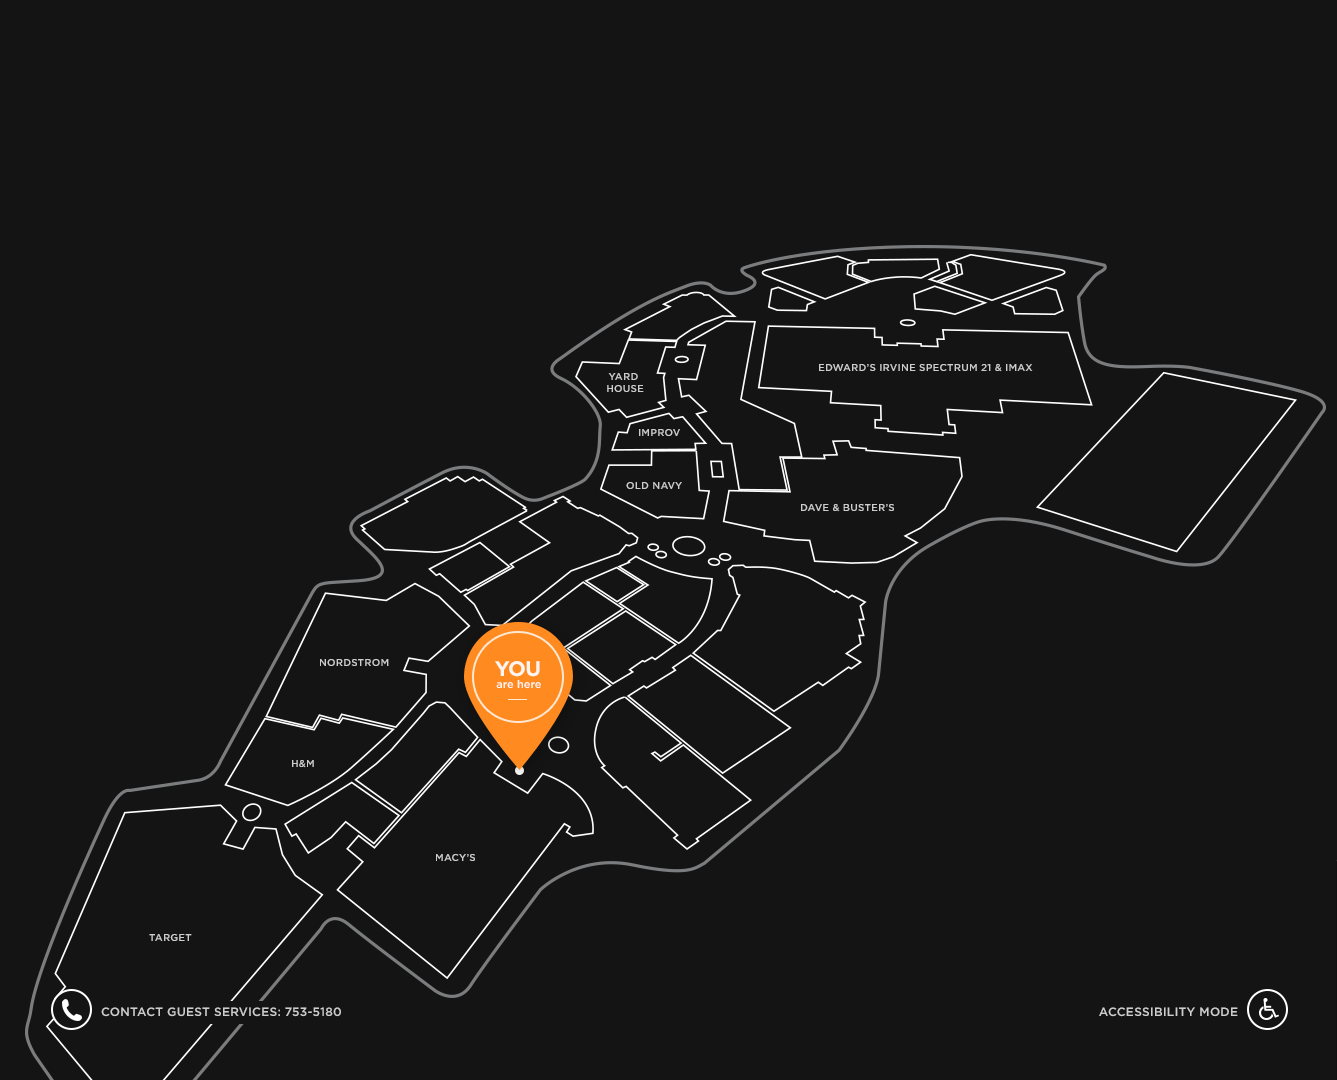 EDWARD'S IRVINE SPECTRUM 21 & IMAX
YARD
HOUSE
IMPROV
OLD NAVY
DAVE & BUSTER'S
NORDSTROM
YOU
are here
H&M
MACY'S
TARGET
CONTACT GUEST SERVICES: 753-5180
ACCESSIBILITY MODE